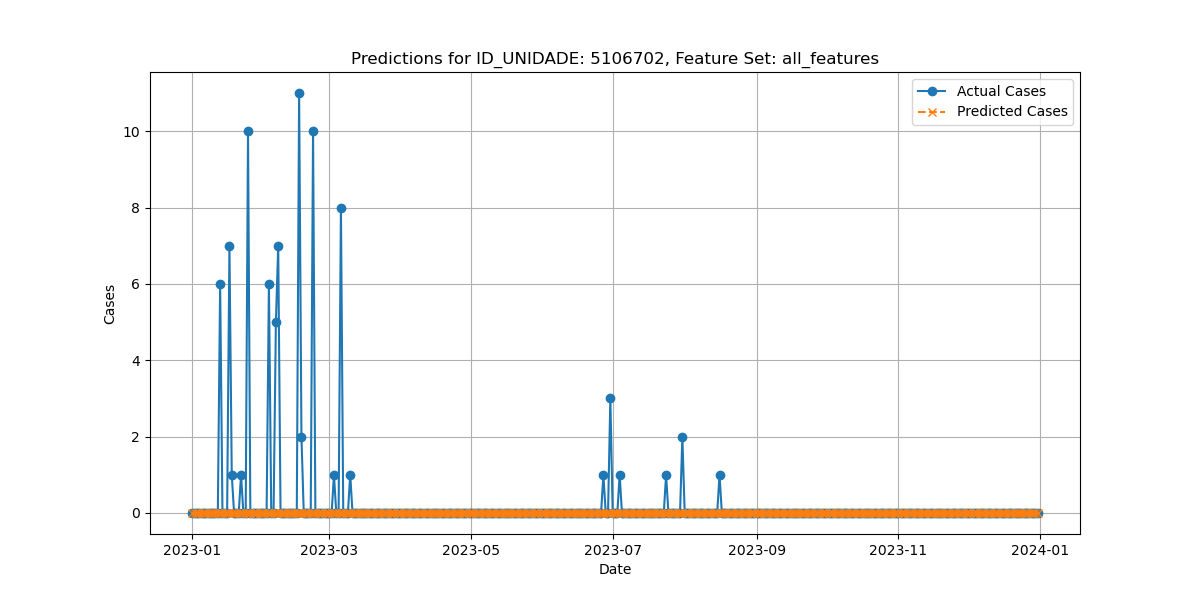 Predictions for ID_UNIDADE: 5106702, Feature Set: all_features
Actual Cases
Predicted Cases
10
8
6
4
2
0
Cases
2023-01 2023-03 2023-05 2023-07 2023-09 2023-11 2024-01
Date